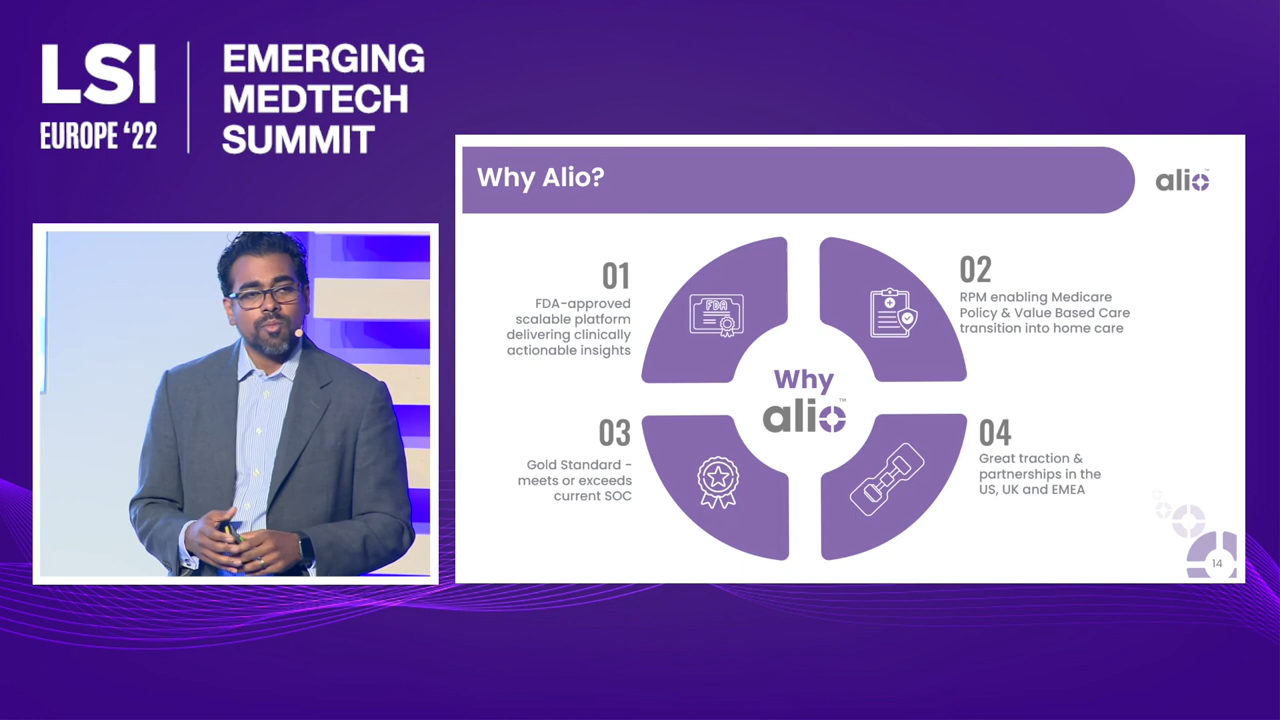 LSI
EUROPE ‘22
EMERGING
MEDTECH
SUMMIT
Why Alio?
alio™
01
FDA-approved
scalable platform
delivering clinically
actionable insights
FDA
02
RPM enabling Medicare
Policy & Value Based Care
transition into home care
Why
alio™
03
Gold Standard -
meets or exceeds
current SOC
04
Great traction &
partnerships in the
US, UK and EMEA
14